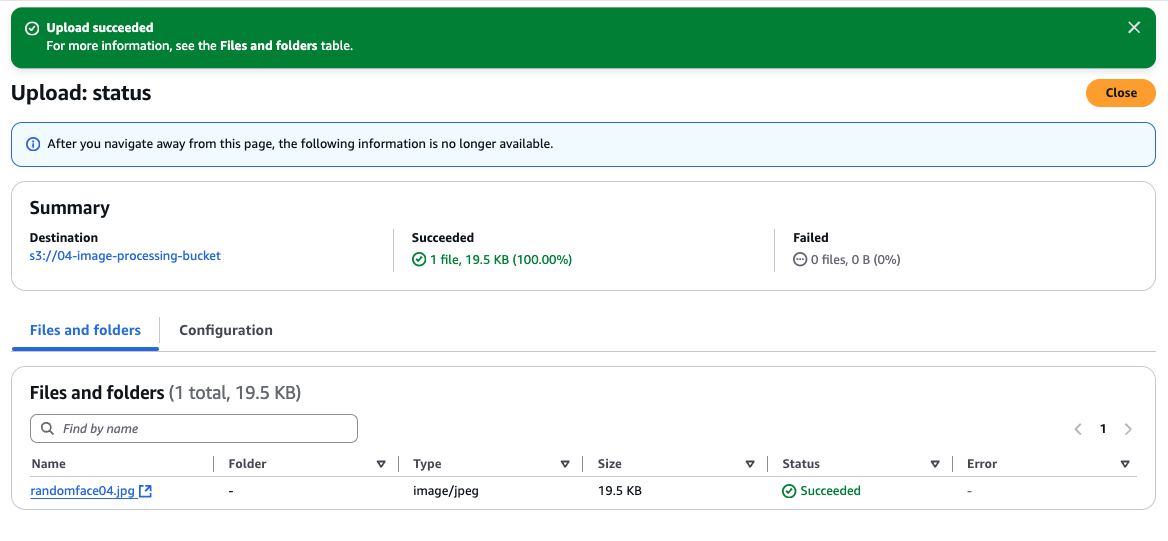 Upload succeeded
For more information, see the Files and folders table.
Upload: status
Close
After you navigate away from this page, the following information is no longer available.
Summary
Destination
s3://04-image-processing-bucket
Succeeded
1 file, 19.5 KB (100.00%)
Failed
0 files, 0 B (0%)
Files and folders
Configuration
Files and folders (1 total, 19.5 KB)
Find by name
1
Name Folder Type Size Status Error
randomface04.jpg - image/jpeg 19.5 KB Succeeded -